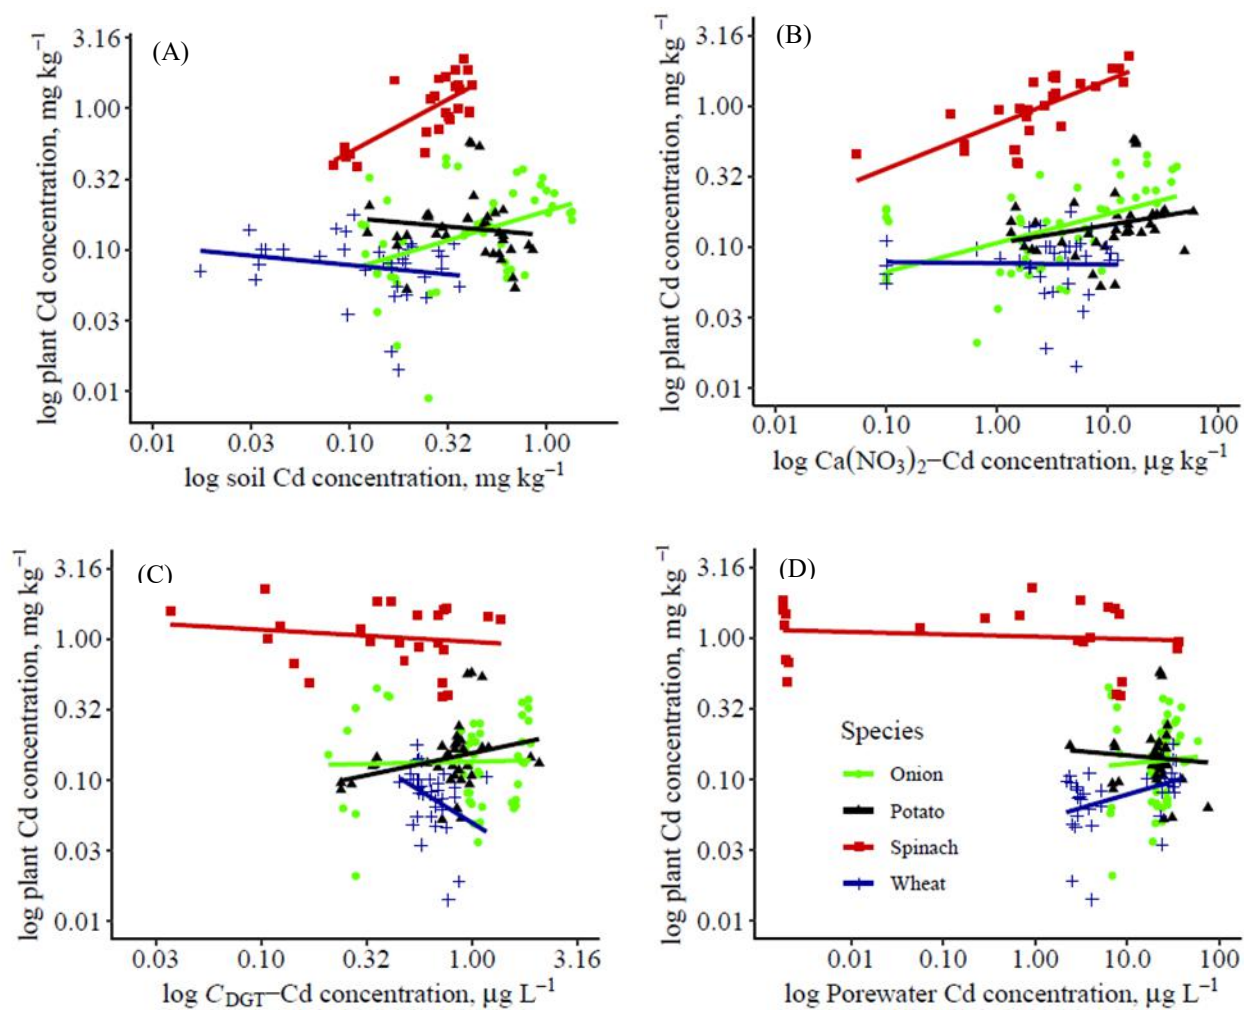 (A)
log plant Cd concentration, mg kg⁻¹
3.16
1.00
0.32
0.10
0.03
0.01
0.01 0.03 0.10 0.32 1.00
log soil Cd concentration, mg kg⁻¹
(B)
log plant Cd concentration, mg kg⁻¹
3.16
1.00
0.32
0.10
0.03
0.01
0.01 0.10 1.00 10.0 100
log Ca(NO₃)₂–Cd concentration, µg kg⁻¹
(C)
log plant Cd concentration, mg kg⁻¹
3.16
1.00
0.32
0.10
0.03
0.01
0.03 0.10 0.32 1.00 3.16
log C_DGT–Cd concentration, µg L⁻¹
(D)
log plant Cd concentration, mg kg⁻¹
3.16
1.00
0.32
0.10
0.03
0.01
Species
Onion
Potato
Spinach
Wheat
0.01 0.10 1.00 10.0 100
log Porewater Cd concentration, µg L⁻¹